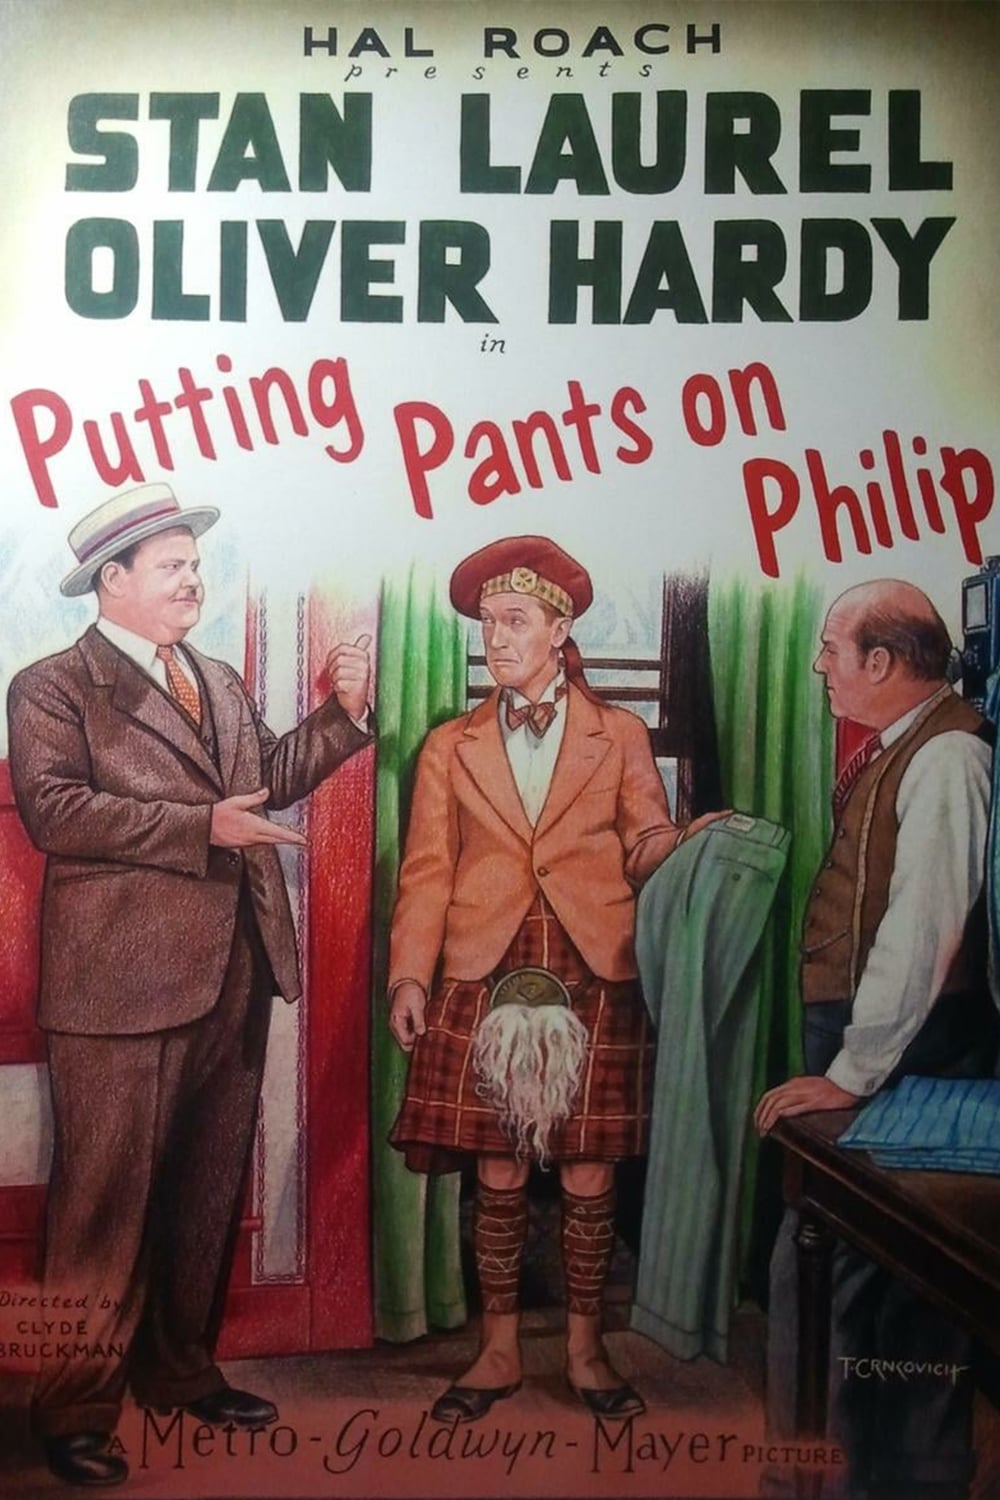 HAL ROACH
presents
STAN LAUREL
OLIVER HARDY
in
Putting Pants on
Philip
Directed by
CLYDE
BRUCKMAN
T. CRNKOVICH
A Metro-Goldwyn-Mayer PICTURE